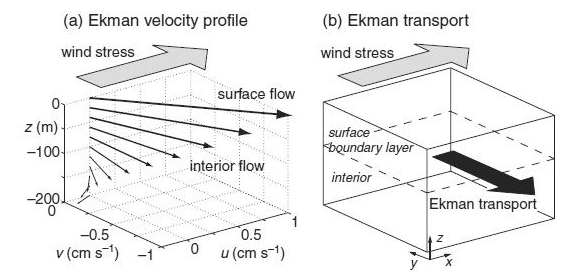 (a) Ekman velocity profile
wind stress
surface flow
0
z (m)
−100
interior flow
−200
0
−0.5
−1
v (cm s⁻¹)
0
0.5
1
u (cm s⁻¹)
(b) Ekman transport
wind stress
surface
boundary layer
interior
Ekman transport
z
y
x